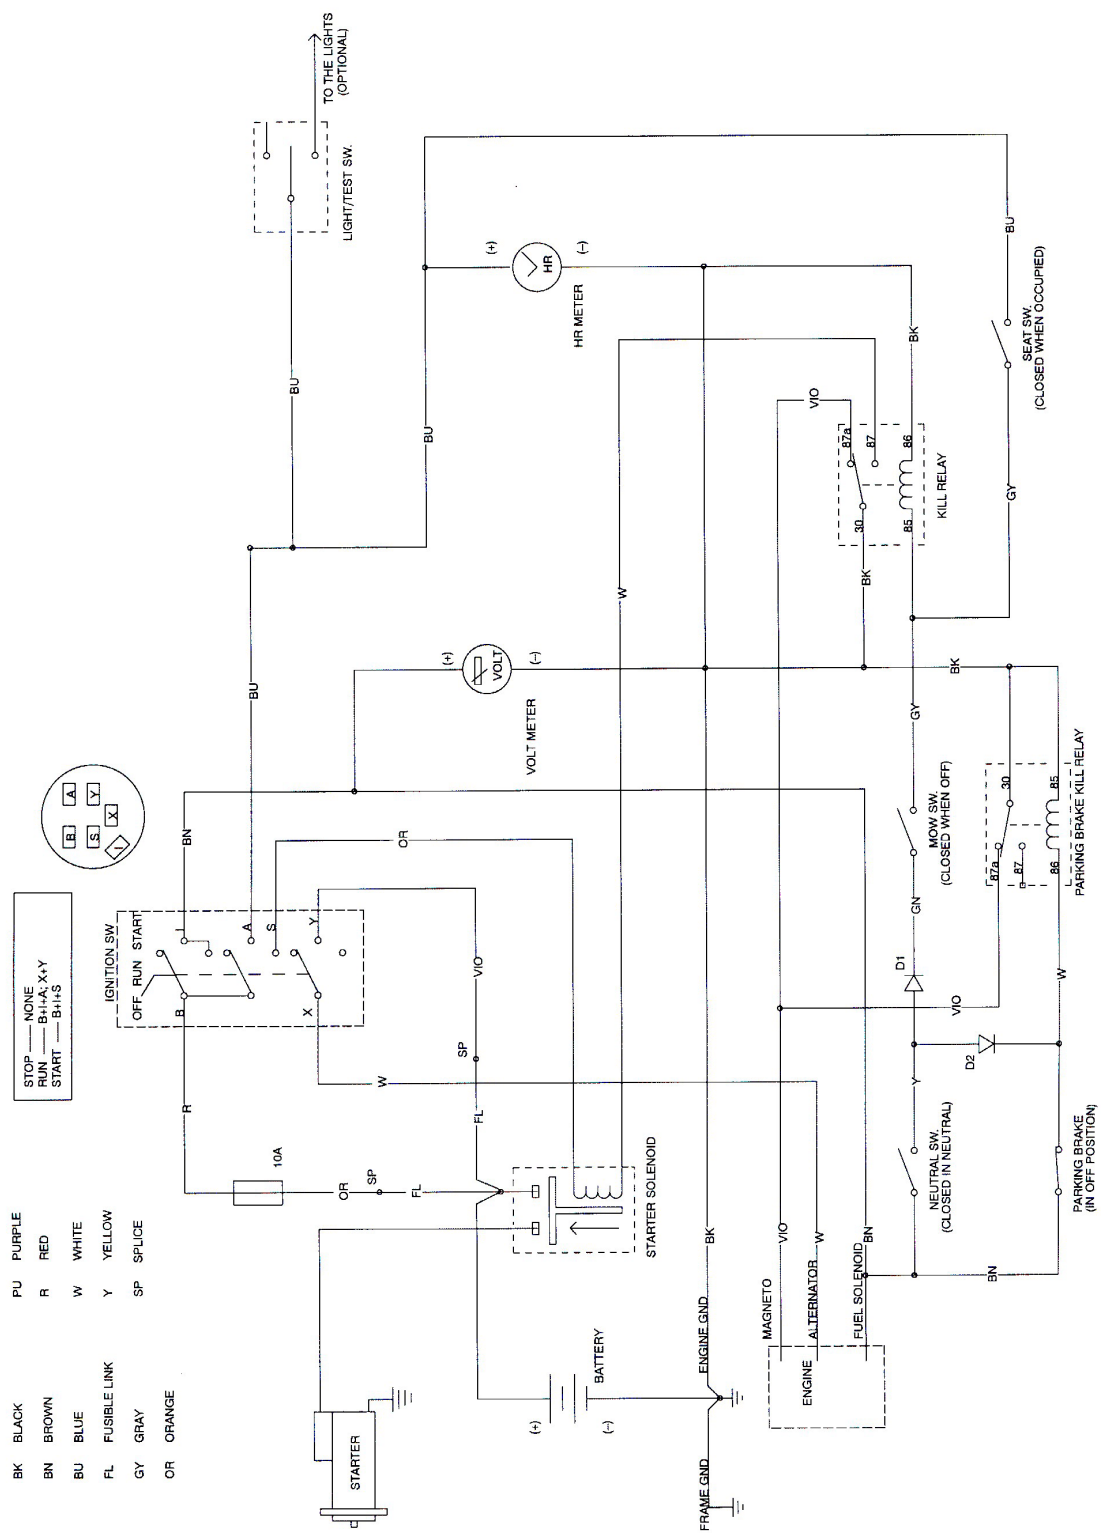 BK BLACK
BN BROWN
BU BLUE
FL FUSIBLE LINK
GY GRAY
OR ORANGE
PU PURPLE
R RED
W WHITE
Y YELLOW
SP SPLICE
STOP —— NONE
RUN —— B+I+A; X+Y
START —— B+I+S
B
A
S
Y
X
I
IGNITION SW
OFF RUN START
B
I
A
S
X
Y
R
BN
BU
OR
VIO
W
10A
OR
SP
FL
SP
FL
STARTER
STARTER SOLENOID
(+)
(–)
BATTERY
FRAME GND
ENGINE GND
BK
MAGNETO
VIO
ALTERNATOR
W
FUEL SOLENOID
BN
ENGINE
BU
LIGHT/TEST SW.
TO THE LIGHTS
(OPTIONAL)
BU
(+)
HR
(–)
HR METER
(+)
VOLT
(–)
VOLT METER
W
VIO
BK
30
87a
87
85
86
KILL RELAY
BK
BU
SEAT SW.
(CLOSED WHEN OCCUPIED)
GY
BK
GY
MOW SW.
(CLOSED WHEN OFF)
GN
D1
VIO
D2
Y
NEUTRAL SW.
(CLOSED IN NEUTRAL)
87a
30
87
86
85
PARKING BRAKE KILL RELAY
W
PARKING BRAKE
(IN OFF POSITION)
BN